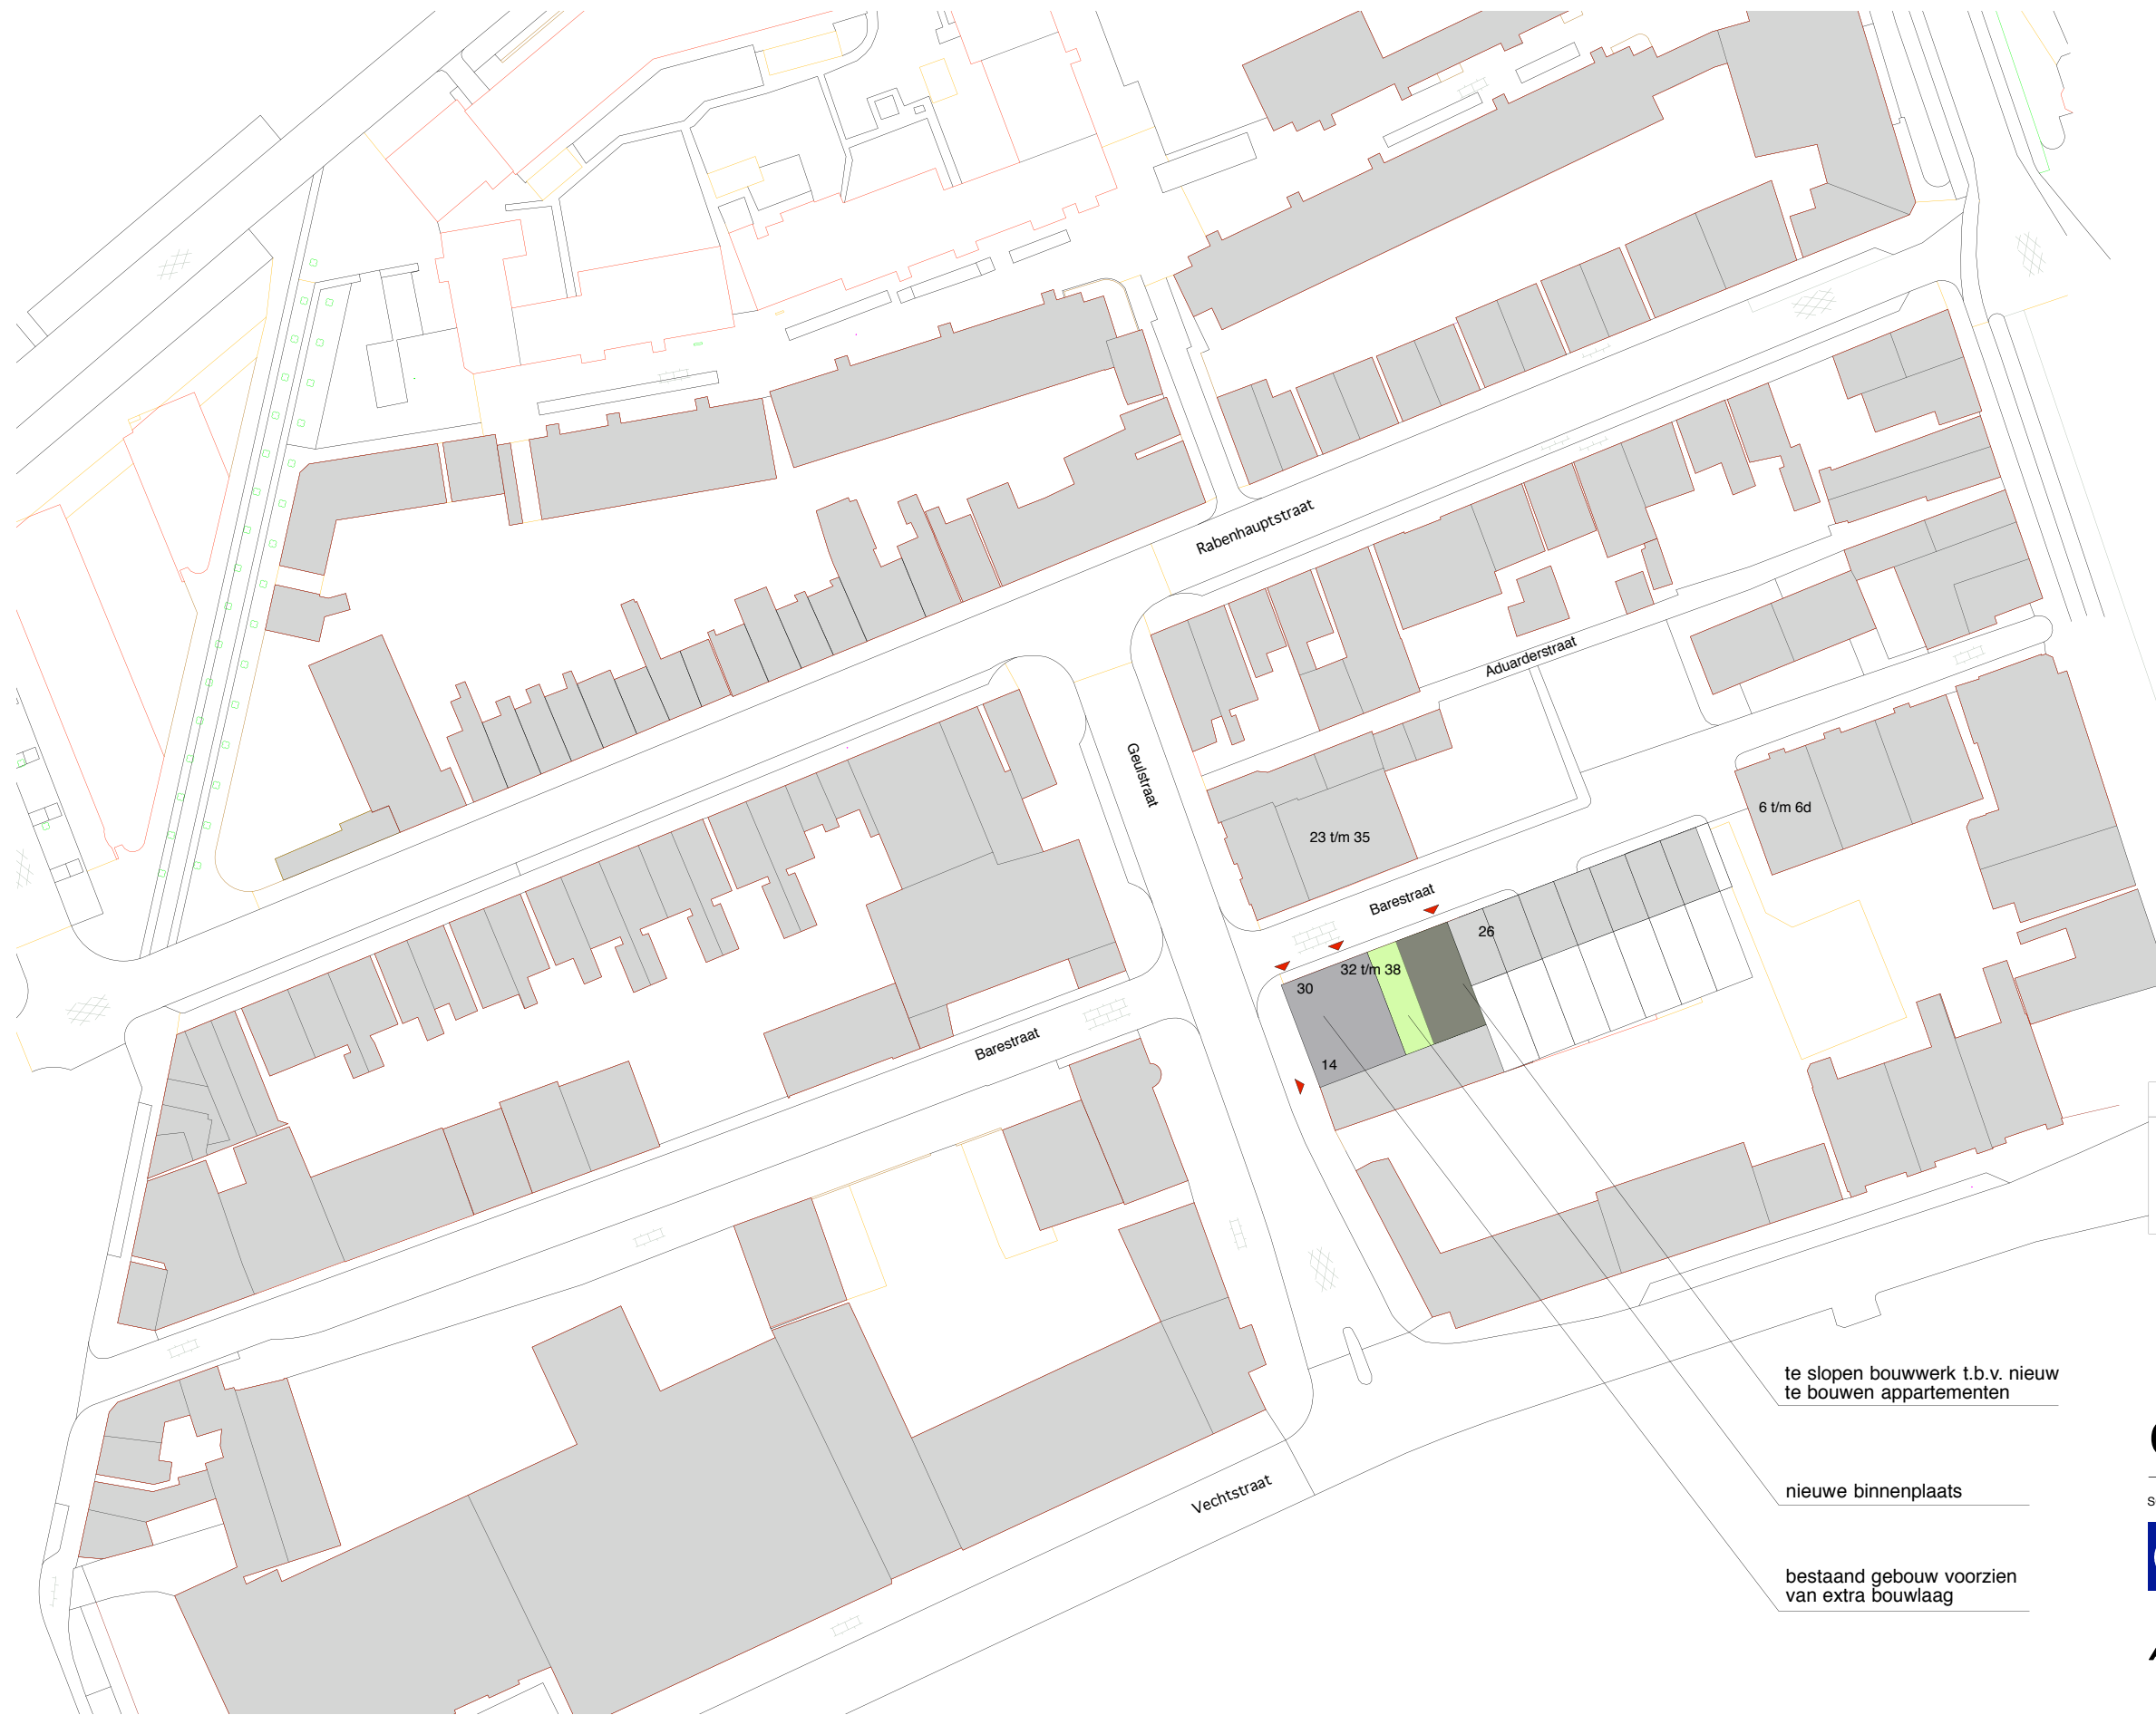 Rabenhauptstraat
Aduarderstraat
Geulstraat
6 t/m 6d
23 t/m 35
Barestraat
26
32 t/m 38
30
Barestraat
14
te slopen bouwwerk t.b.v. nieuw
te bouwen appartementen
nieuwe binnenplaats
Vechtstraat
bestaand gebouw voorzien
van extra bouwlaag